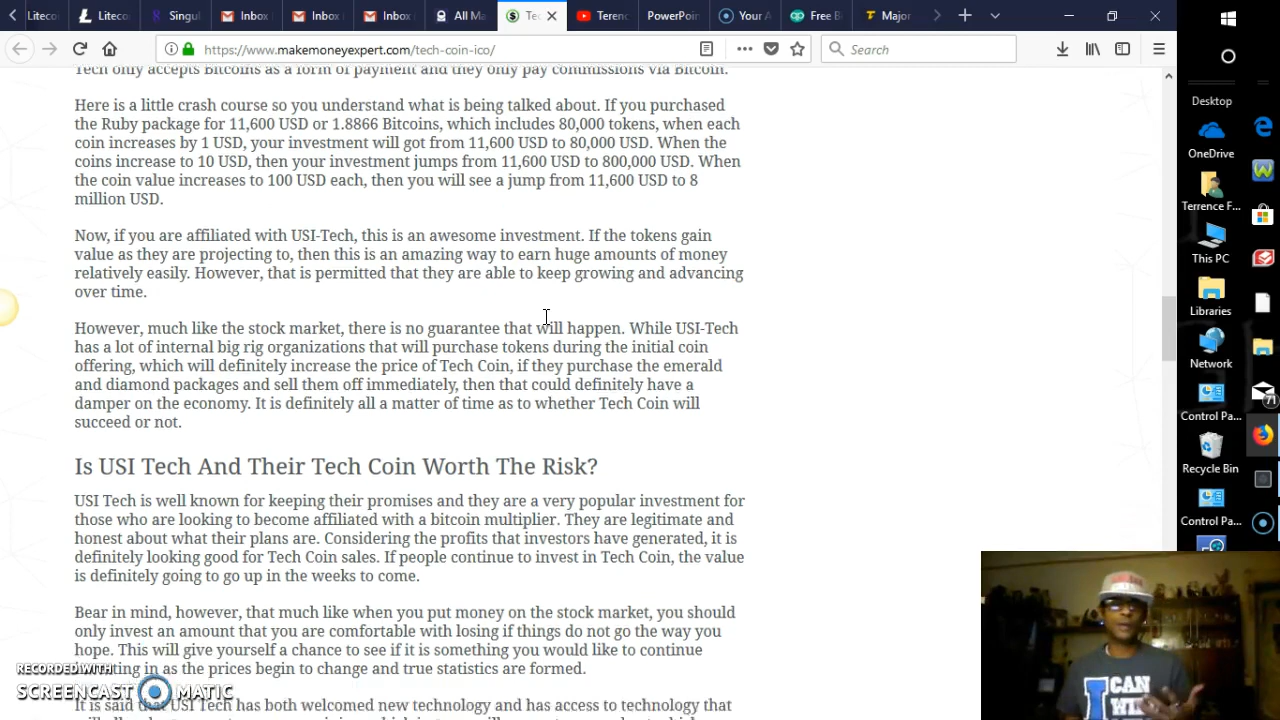 Liteco
Liteco
Singul
Inbox
Inbox
Inbox
All Ma
Te
Terenc
PowerPoin
Your A
Free B
Major
https://www.makemoneyexpert.com/tech-coin-ico/
Search
Tech only accepts Bitcoins as a form of payment and they only pay commissions via Bitcoin.
Here is a little crash course so you understand what is being talked about. If you purchased
the Ruby package for 11,600 USD or 1.8866 Bitcoins, which includes 80,000 tokens, when each
coin increases by 1 USD, your investment will got from 11,600 USD to 80,000 USD. When the
coins increase to 10 USD, then your investment jumps from 11,600 USD to 800,000 USD. When
the coin value increases to 100 USD each, then you will see a jump from 11,600 USD to 8
million USD.
Now, if you are affiliated with USI-Tech, this is an awesome investment. If the tokens gain
value as they are projecting to, then this is an amazing way to earn huge amounts of money
relatively easily. However, that is permitted that they are able to keep growing and advancing
over time.
However, much like the stock market, there is no guarantee that will happen. While USI-Tech
has a lot of internal big rig organizations that will purchase tokens during the initial coin
offering, which will definitely increase the price of Tech Coin, if they purchase the emerald
and diamond packages and sell them off immediately, then that could definitely have a
damper on the economy. It is definitely all a matter of time as to whether Tech Coin will
succeed or not.
Is USI Tech And Their Tech Coin Worth The Risk?
USI Tech is well known for keeping their promises and they are a very popular investment for
those who are looking to become affiliated with a bitcoin multiplier. They are legitimate and
honest about what their plans are. Considering the profits that investors have generated, it is
definitely looking good for Tech Coin sales. If people continue to invest in Tech Coin, the value
is definitely going to go up in the weeks to come.
Bear in mind, however, that much like when you put money on the stock market, you should
only invest an amount that you are comfortable with losing if things do not go the way you
hope. This will give yourself a chance to see if it is something you would like to continue
in as the prices begin to change and true statistics are formed.
It is said that USI Tech has both welcomed new technology and has access to technology that
RECORDED WITH
SCREENCAST MATIC
Desktop
OneDrive
Terrence F...
This PC
Libraries
Network
Control Pa...
Recycle Bin
Control Pa...
71
I CAN
WIN